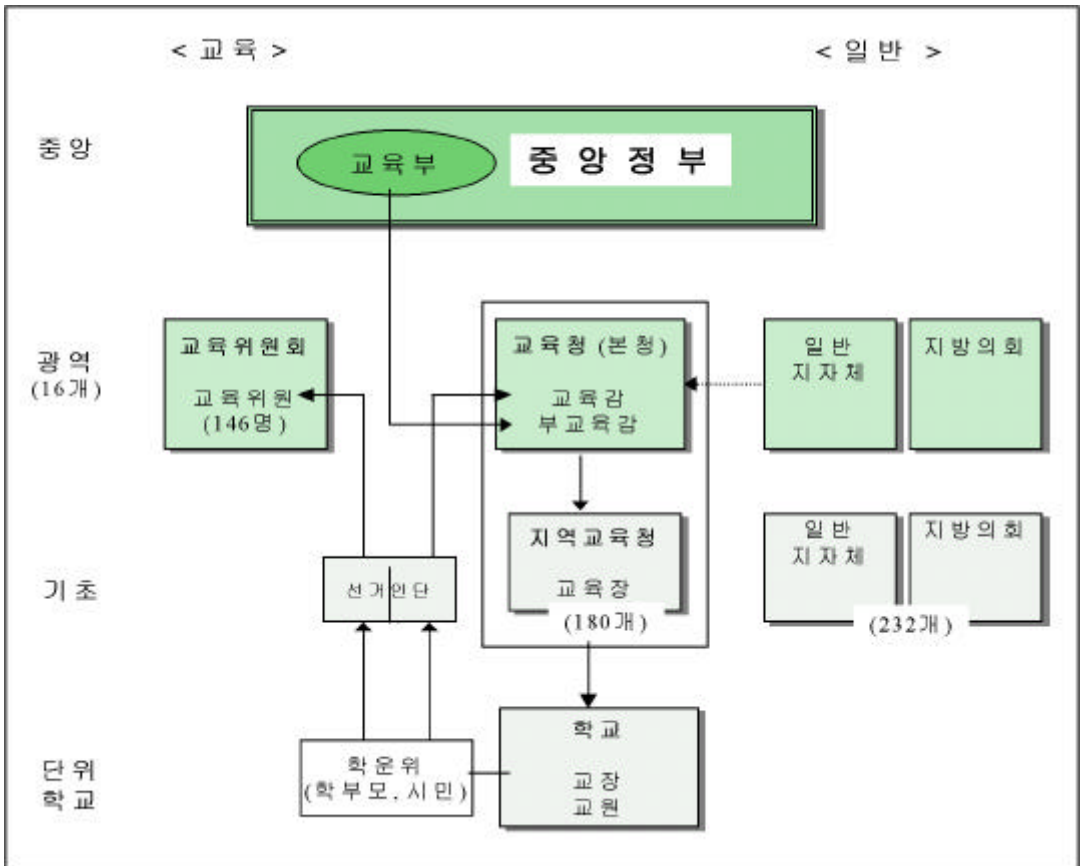 < 교 육 >
< 일 반 >
중 앙
교 육 부
중 앙 정 부
광 역
(16개)
교육위원회
교육위원
(146명)
교육청 (본청)
교 육 감
부 교 육 감
일 반
지 자 체
지 방 의 회
기 초
선 거 인 단
지역교육청
교 육 장
(180개)
일 반
지 자 체
지 방 의 회
(232개)
단 위
학 교
학 운 위
(학부모, 시민)
학 교
교 장
교 원